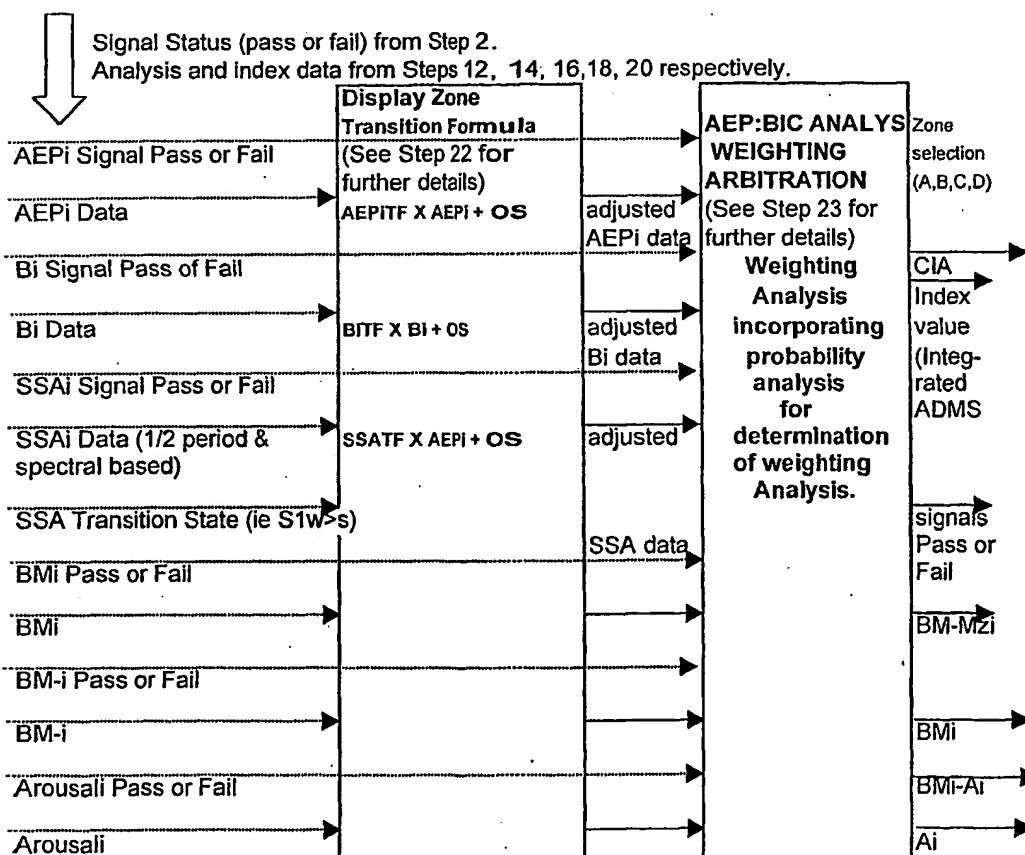 Signal Status (pass or fail) from Step 2.
Analysis and index data from Steps 12, 14, 16,18, 20 respectively.
Display Zone
Transition Formula
(See Step 22 for
further details)
AEPiTF X AEPi + OS
BiTF X Bi + OS
SSATF X AEPi + OS
AEPi Signal Pass or Fail
AEPi Data
Bi Signal Pass of Fail
Bi Data
SSAi Signal Pass or Fail
SSAi Data (1/2 period &
spectral based)
SSA Transition State (ie S1w>s)
BMi Pass or Fail
BMi
BM-i Pass or Fail
BM-i
Arousali Pass or Fail
Arousali
adjusted
AEPi data
adjusted
Bi data
adjusted
SSA data
AEP:BIC ANALYS
WEIGHTING
ARBITRATION
(See Step 23 for
further details)
Weighting
Analysis
incorporating
probability
analysis
for
determination
of weighting
Analysis.
Zone
selection
(A,B,C,D)
CIA
Index
value
(Integ-
rated
ADMS
signals
Pass or
Fail
BM-Mzi
BMi
BMi-Ai
Ai